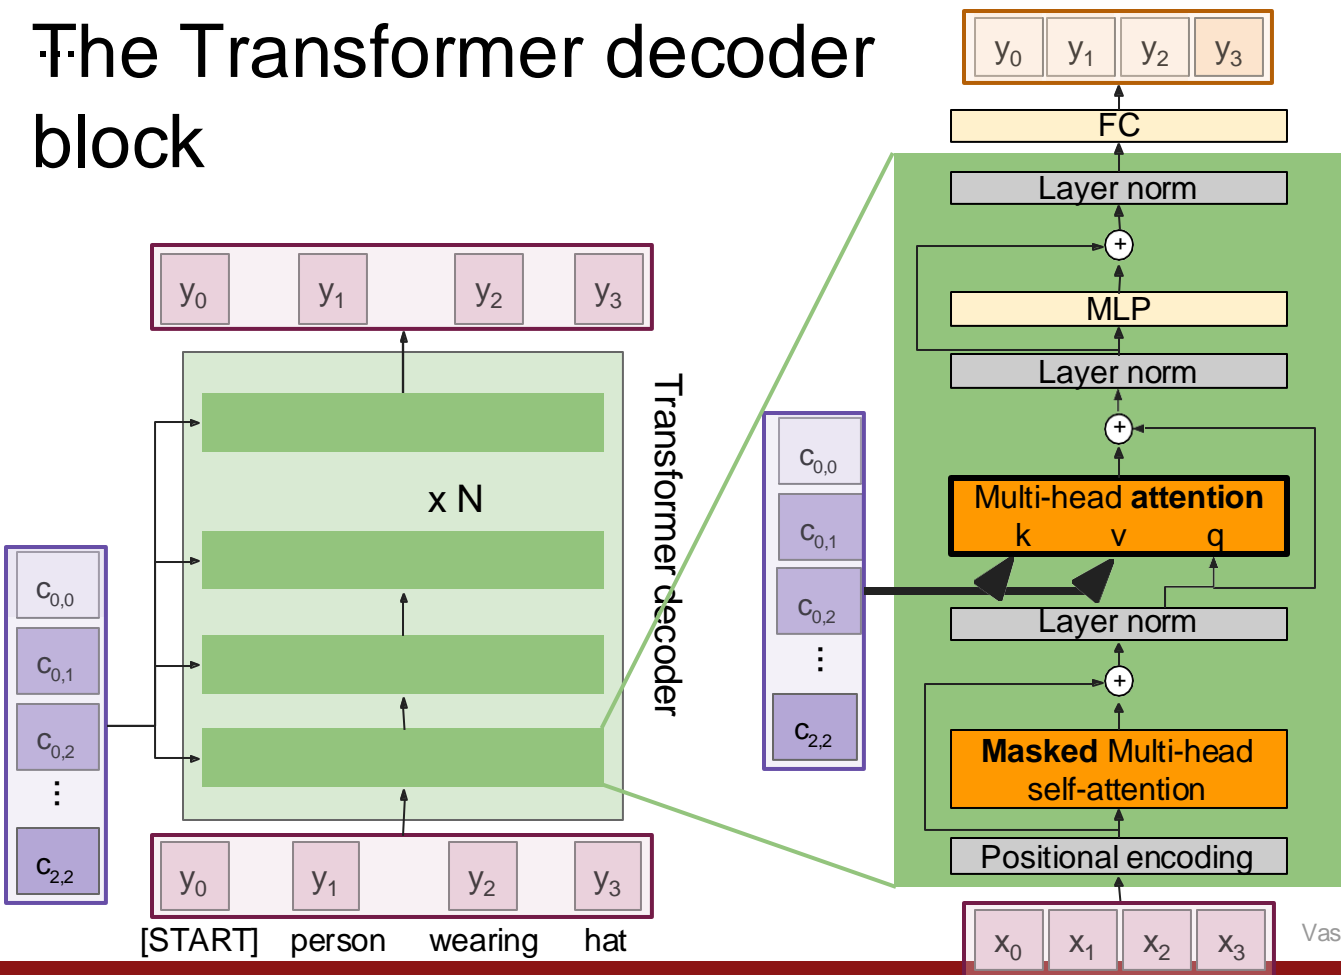 The Transformer decoder
...
block
y0 y1 y2 y3
x N
Transformer decoder
c0,0
c0,1
c0,2
...
c2,2
y0 y1 y2 y3
[START] person wearing hat
y0 y1 y2 y3
FC
Layer norm
+
MLP
Layer norm
+
Multi-head attention
k v q
c0,0
c0,1
c0,2
...
c2,2
Layer norm
+
Masked Multi-head
self-attention
Positional encoding
x0 x1 x2 x3
Vas